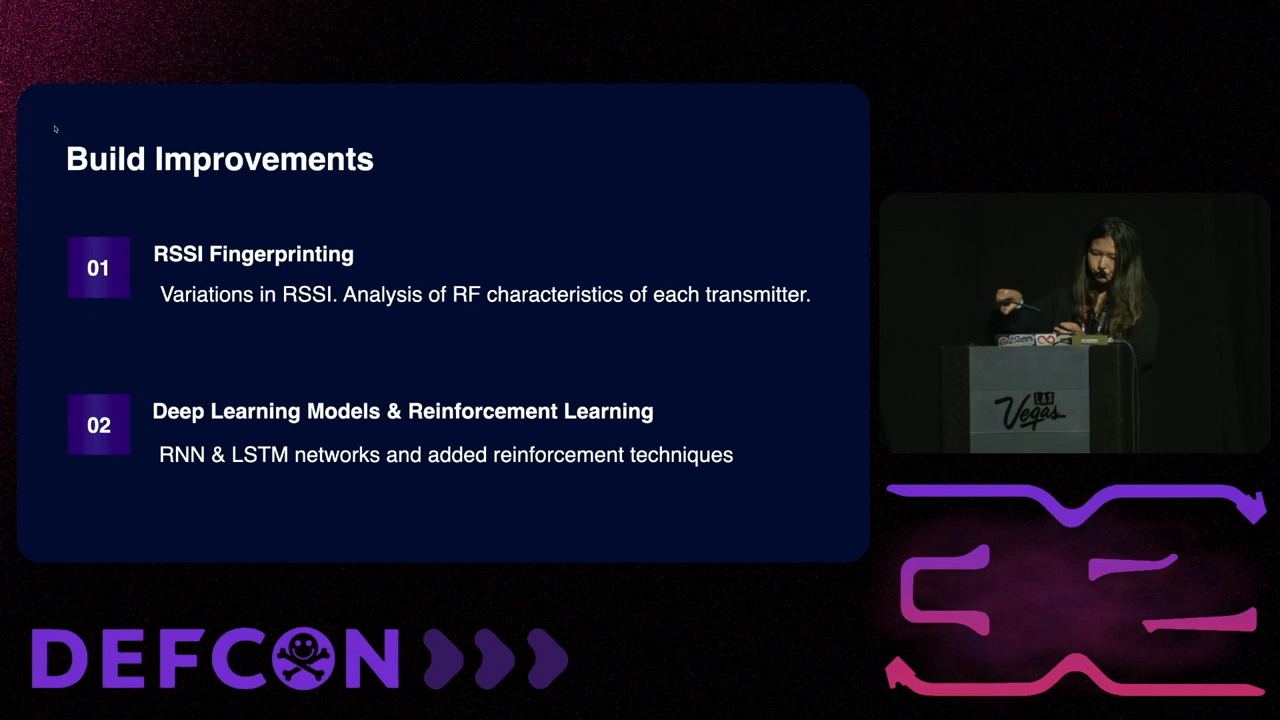 Build Improvements
01
RSSI Fingerprinting
Variations in RSSI. Analysis of RF characteristics of each transmitter.
02
Deep Learning Models & Reinforcement Learning
RNN & LSTM networks and added reinforcement techniques
LAS
Vegas
DEFCON